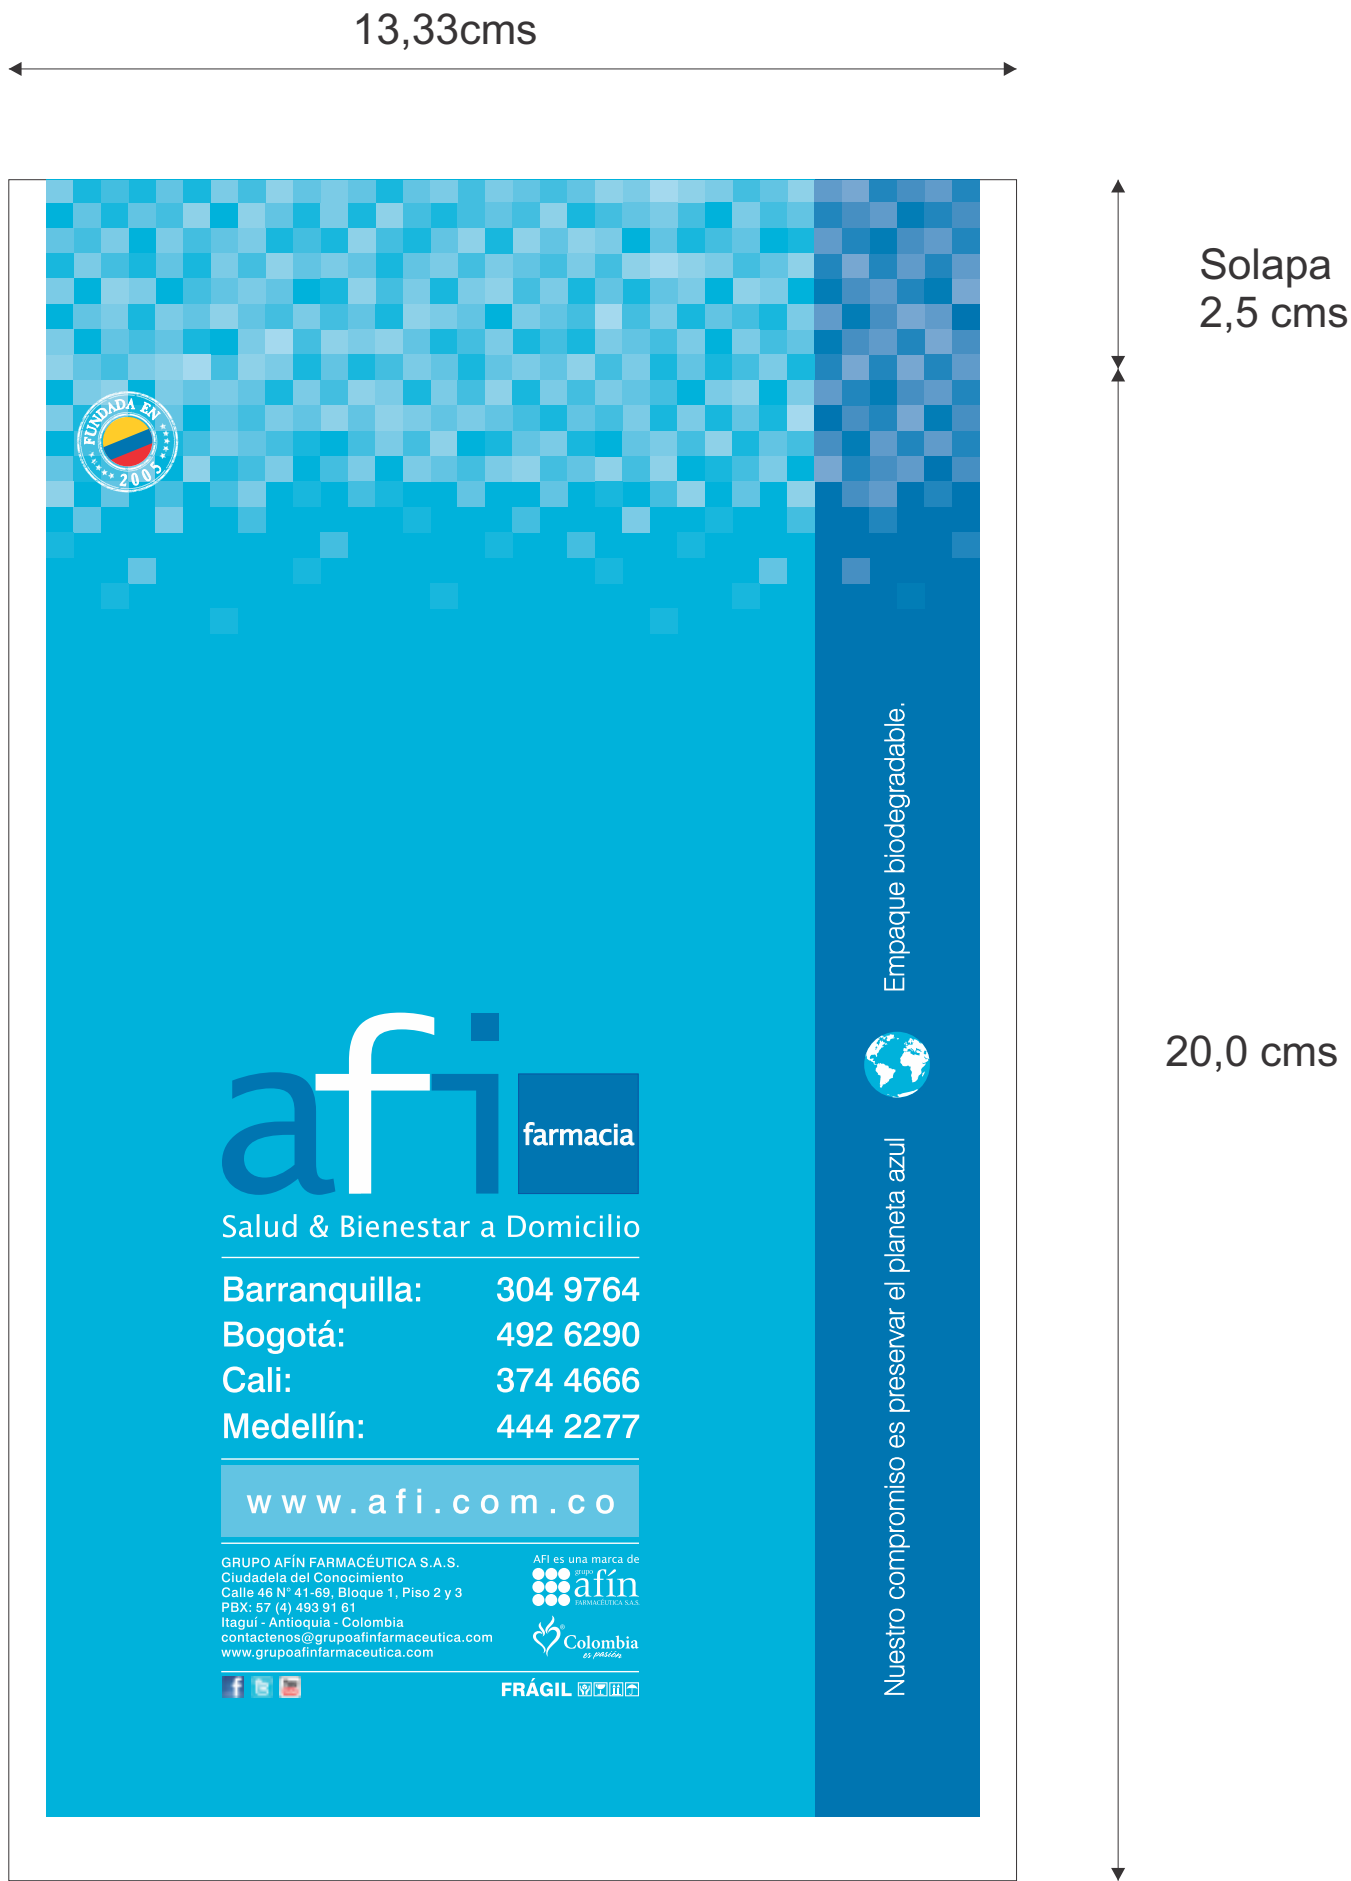 13,33cms
Solapa
2,5 cms
FUNDADA EN
2005
20,0 cms
Empaque biodegradable.
Nuestro compromiso es preservar el planeta azul
afi
farmacia
Salud & Bienestar a Domicilio
Barranquilla: 304 9764
Bogotá: 492 6290
Cali: 374 4666
Medellín: 444 2277
www.afi.com.co
GRUPO AFÍN FARMACÉUTICA S.A.S.
Ciudadela del Conocimiento
Calle 46 N° 41-69, Bloque 1, Piso 2 y 3
PBX: 57 (4) 493 91 61
Itaguí - Antioquia - Colombia
contactenos@grupoafinfarmaceutica.com
www.grupoafinfarmaceutica.com
AFI es una marca de
grupo
afín
FARMACÉUTICA S.A.S.
Colombia
es pasión
®
f
FRÁGIL